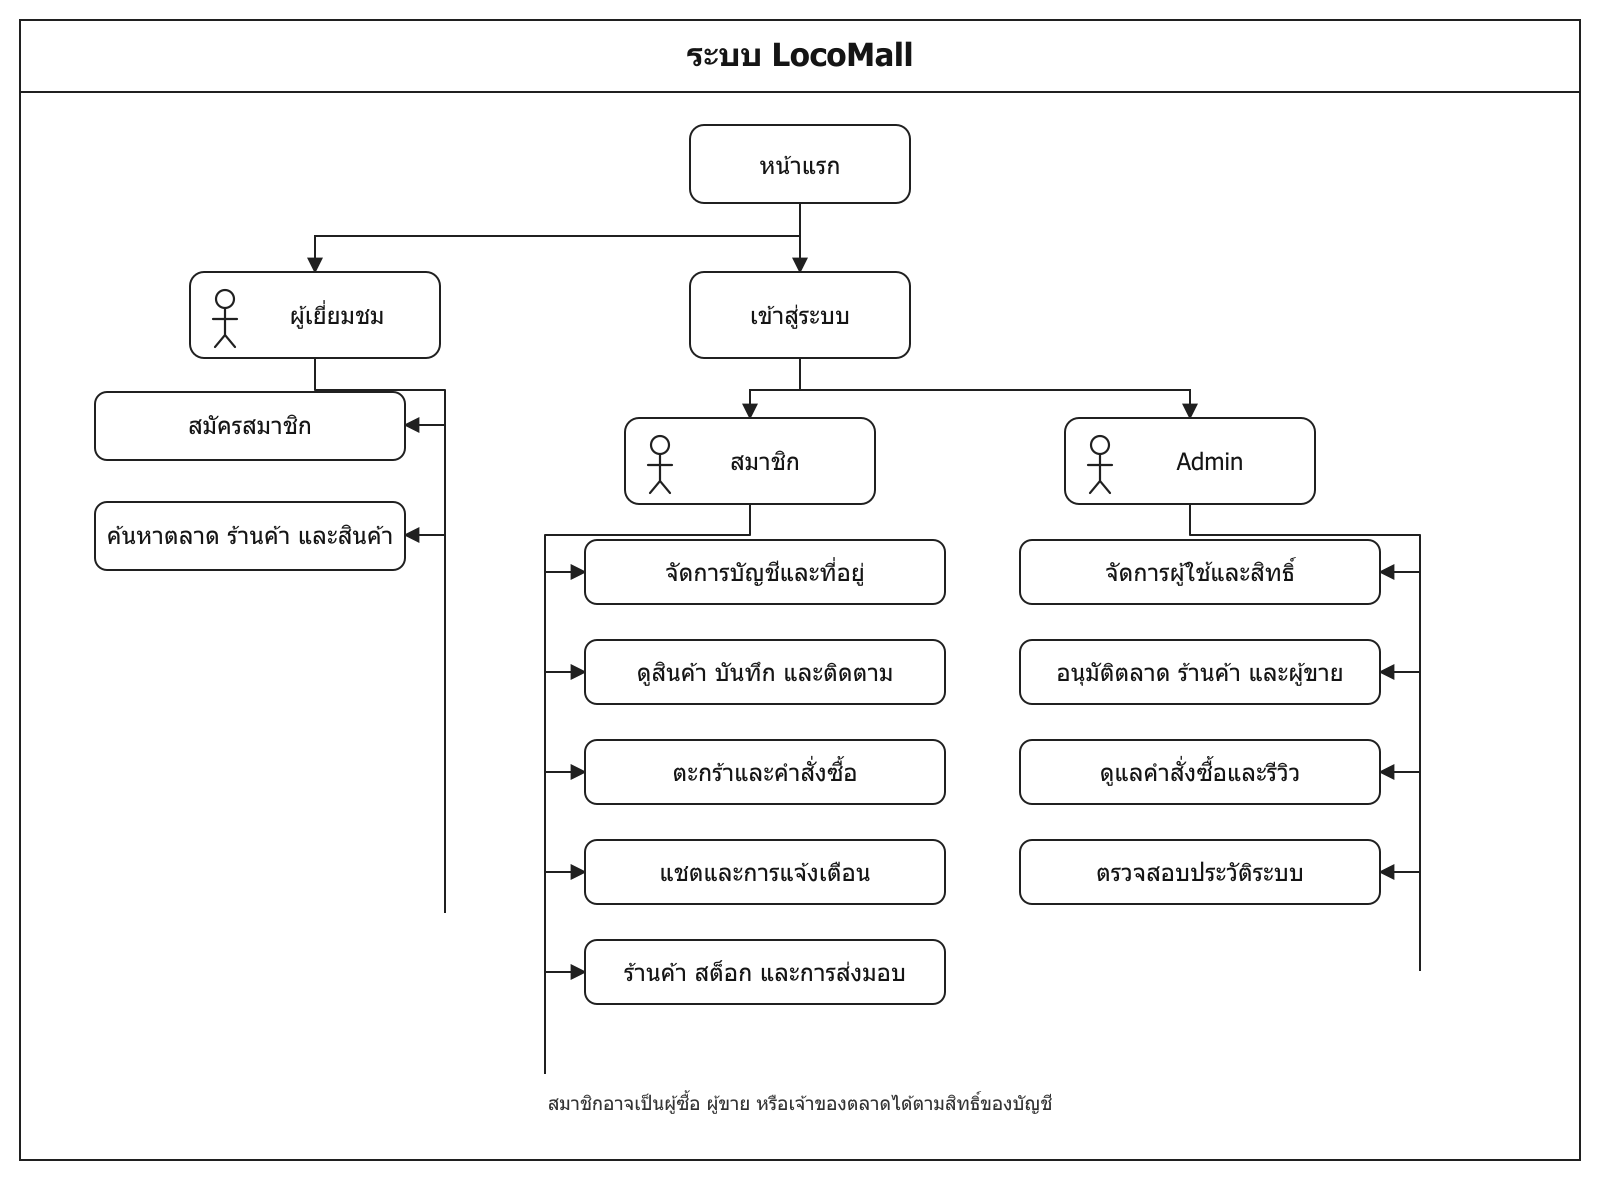 ระบบ LocoMall
หน้าแรก
ผู้เยี่ยมชม
เข้าสู่ระบบ
สมัครสมาชิก
ค้นหาตลาด ร้านค้า และสินค้า
สมาชิก
Admin
จัดการบัญชีและที่อยู่
ดูสินค้า บันทึก และติดตาม
ตะกร้าและคำสั่งซื้อ
แชตและการแจ้งเตือน
ร้านค้า สต็อก และการส่งมอบ
จัดการผู้ใช้และสิทธิ์
อนุมัติตลาด ร้านค้า และผู้ขาย
ดูแลคำสั่งซื้อและรีวิว
ตรวจสอบประวัติระบบ
สมาชิกอาจเป็นผู้ซื้อ ผู้ขาย หรือเจ้าของตลาดได้ตามสิทธิ์ของบัญชี